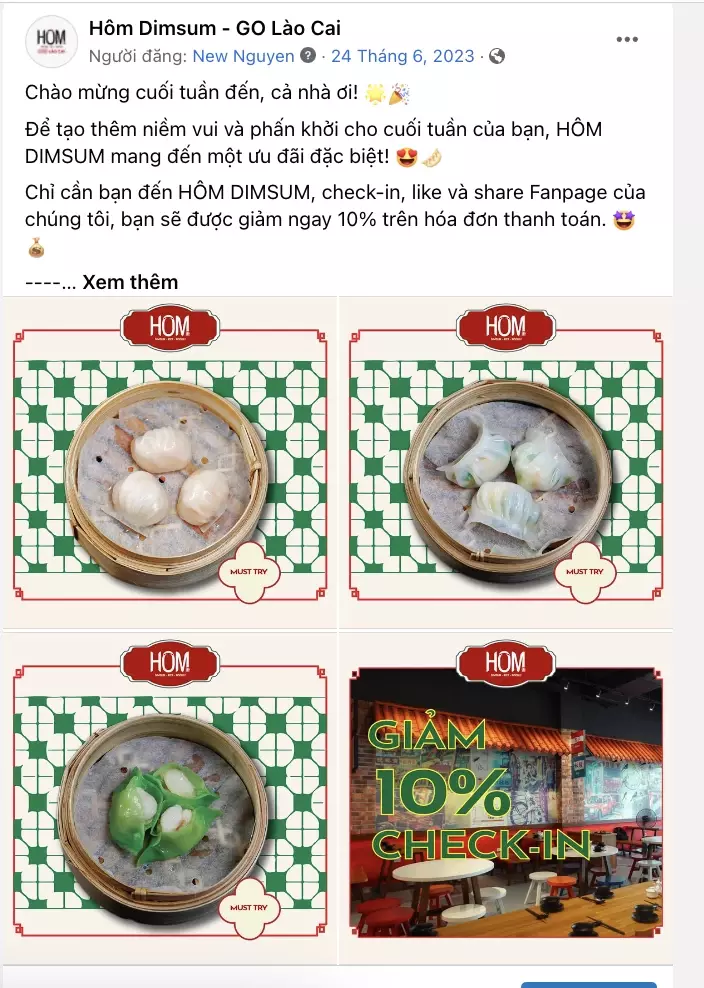 HÔM
Hôm Dimsum - GO Lào Cai
Người đăng: New Nguyen · 24 Tháng 6, 2023 ·
Chào mừng cuối tuần đến, cả nhà ơi! 🌟🎉
Để tạo thêm niềm vui và phấn khởi cho cuối tuần của bạn, HÔM
DIMSUM mang đến một ưu đãi đặc biệt! 😍🥟
Chỉ cần bạn đến HÔM DIMSUM, check-in, like và share Fanpage của
chúng tôi, bạn sẽ được giảm ngay 10% trên hóa đơn thanh toán. 🤩
💰
----... Xem thêm
HÔM
MUST TRY
HÔM
MUST TRY
HÔM
MUST TRY
HÔM
GIẢM
10%
CHECK-IN